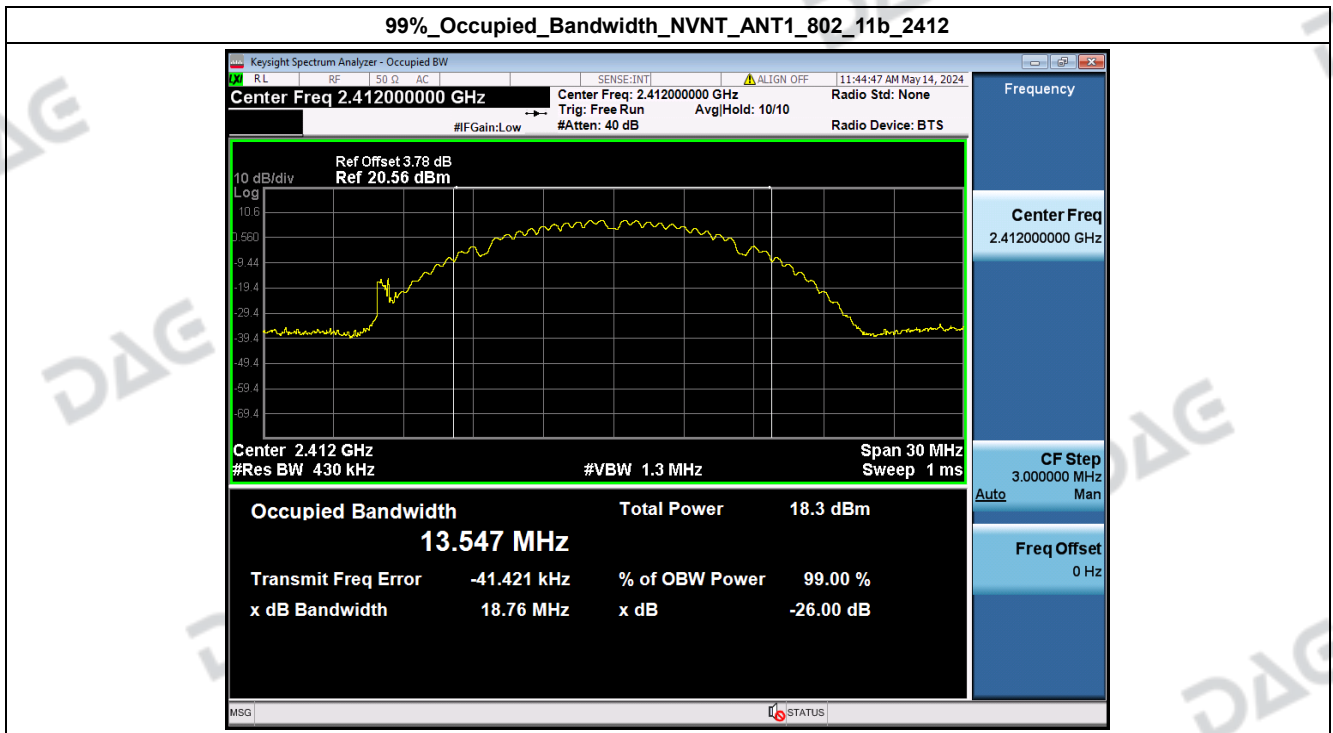 99%_Occupied_Bandwidth_NVNT_ANT1_802_11b_2412
Keysight Spectrum Analyzer - Occupied BW
LXI RL RF 50 Ω AC SENSE:INT ALIGN OFF 11:44:47 AM May 14, 2024
Center Freq 2.412000000 GHz
Center Freq: 2.412000000 GHz Radio Std: None
Trig: Free Run Avg|Hold: 10/10
#IFGain:Low #Atten: 40 dB Radio Device: BTS
Ref Offset 3.78 dB
10 dB/div Ref 20.56 dBm
Log
10.6
0.560
-9.44
-19.4
-29.4
-39.4
-49.4
-59.4
-69.4
Center 2.412 GHz Span 30 MHz
#Res BW 430 kHz #VBW 1.3 MHz Sweep 1 ms
Occupied Bandwidth Total Power 18.3 dBm
13.547 MHz
Transmit Freq Error -41.421 kHz % of OBW Power 99.00 %
x dB Bandwidth 18.76 MHz x dB -26.00 dB
MSG STATUS
Frequency
Center Freq
2.412000000 GHz
CF Step
3.000000 MHz
Auto Man
Freq Offset
0 Hz
DAG
DAG
DAG
DAG